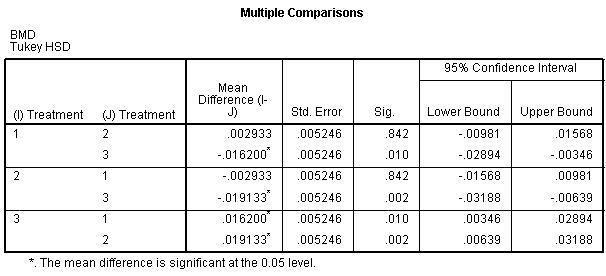 Multiple Comparisons
BMD
Tukey HSD
(I) Treatment (J) Treatment Mean Difference (I-J) Std. Error Sig. 95% Confidence Interval
Lower Bound Upper Bound
1 2 .002933 .005246 .842 -.00981 .01568
3 -.016200* .005246 .010 -.02894 -.00346
2 1 -.002933 .005246 .842 -.01568 .00981
3 -.019133* .005246 .002 -.03188 -.00639
3 1 .016200* .005246 .010 .00346 .02894
2 .019133* .005246 .002 .00639 .03188
*. The mean difference is significant at the 0.05 level.